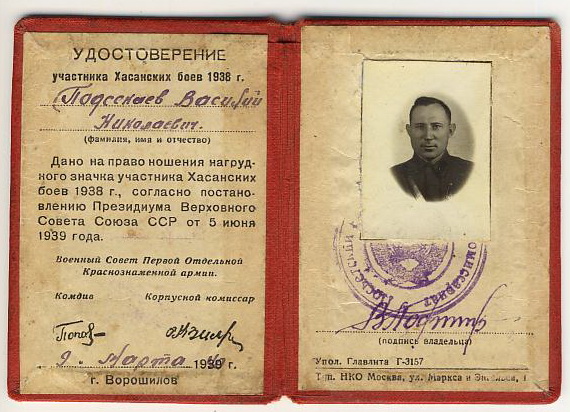 УДОСТОВЕРЕНИЕ
участника Хасанских боев 1938 г.
Василий
Николаевич.
(фамилия, имя и отчество)
Дано на право ношения нагруд-
ного значка участника Хасанских
боев 1938 г., согласно постано-
влению Президиума Верховного
Совета Союза ССР от 5 июня
1939 года.
Военный Совет Первой Отдельной
Краснознаменной армии.
Комдив Корпусной комиссар
9 марта 1939 г.
г. Ворошилов
(подпись владельца)
Упол. Главлита Г-3157
Тип. НКО Москва, ул. Маркса и Энгельса, 1